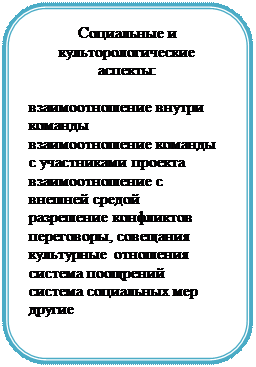 Социальные и
культорологические
аспекты:
взаимоотношение внутри
команды
взаимоотношение команды
с участниками проекта
взаимоотношение с
внешней средой
разрешение конфликтов
переговоры, совещания
культурные отношения
система поощрений
система социальных мер
другие